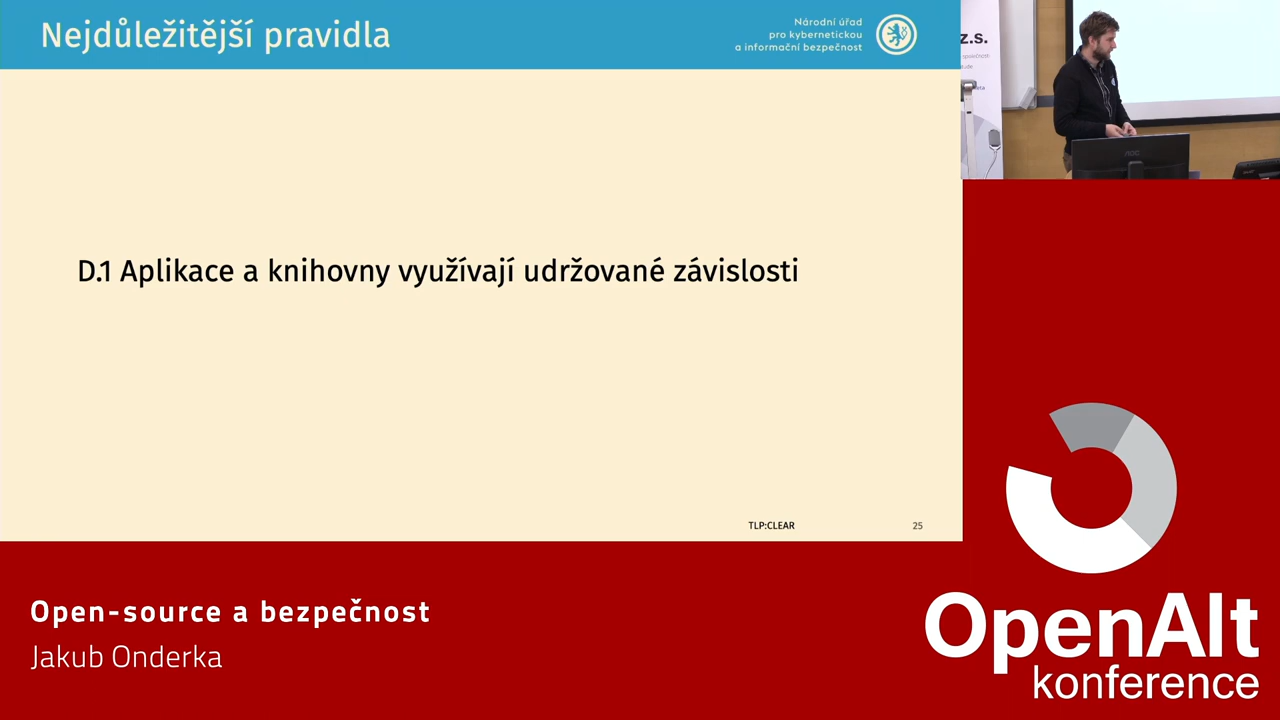 Nejdůležitější pravidla
Národní úřad
pro kybernetickou
a informační bezpečnost
z.s.
D.1 Aplikace a knihovny využívají udržované závislosti
TLP:CLEAR
25
Open-source a bezpečnost
Jakub Onderka
OpenAlt
konference